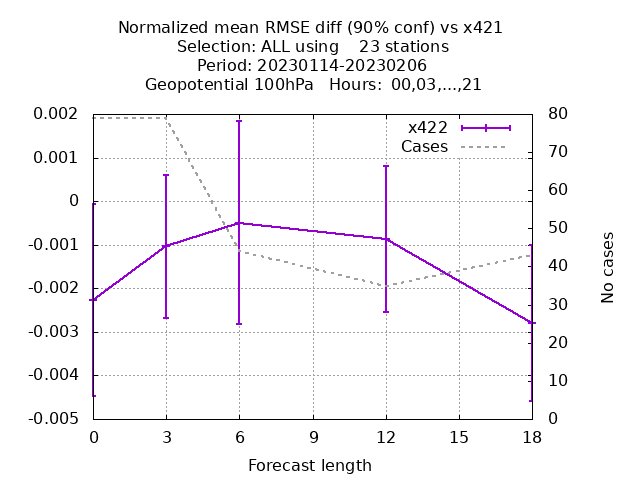 Normalized mean RMSE diff (90% conf) vs x421
Selection: ALL using    23 stations
Period: 20230114-20230206
Geopotential 100hPa   Hours:  00,03,...,21
x422
Cases
0.002
0.001
0
-0.001
-0.002
-0.003
-0.004
-0.005
80
70
60
50
40
30
20
10
0
No cases
0 3 6 9 12 15 18
Forecast length